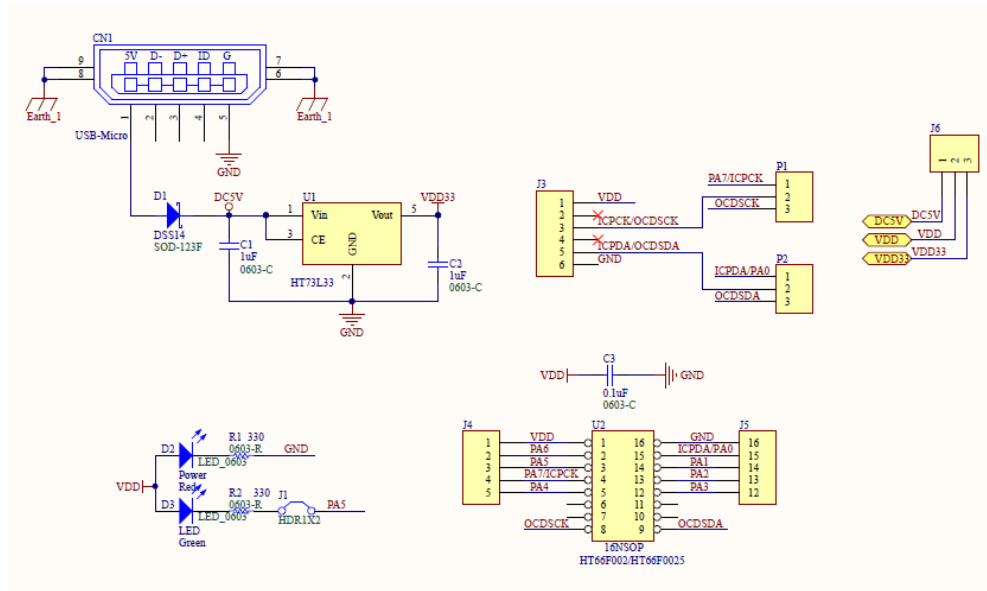 CN1
5V D- D+ ID G
9
8
7
6
Earth_1
Earth_1
1 2 3 4 5
USB-Micro
GND
D1
DSS14
SOD-123F
DC5V
C1
1uF
0603-C
U1
1 Vin
Vout 5
3 CE
GND
2
HT73L33
VDD33
C2
1uF
0603-C
GND
J3
1 VDD
2
3 ICPCK/OCDSCK
4
5 ICPDA/OCDSDA
6 GND
P1
PA7/ICPCK 1
2
OCDSCK 3
P2
ICPDA/PA0 1
2
OCDSDA 3
J6
1 2 3
DC5V DC5V
VDD VDD
VDD33 VDD33
C3
VDD GND
0.1uF
0603-C
D2
R1 330
0603-R
LED_0603
GND
Power
Red
VDD
D3
R2 330
0603-R
LED_0603
J1
HDR1X2
PA5
LED
Green
J4 U2 J5
1 VDD 1 16 GND 16
2 PA6 2 15 ICPDA/PA0 15
3 PA5 3 14 PA1 14
4 PA7/ICPCK 4 13 PA2 13
5 PA4 5 12 PA3 12
6 11
7 10
OCDSCK 8 9 OCDSDA
16NSOP
HT66F002/HT66F0025